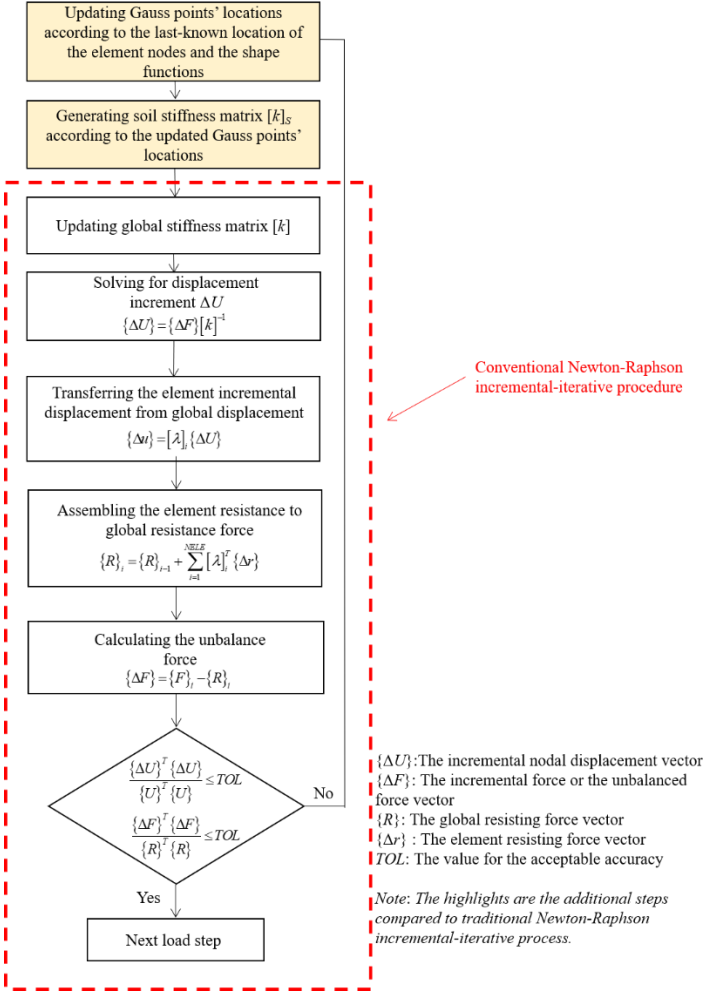 Updating Gauss points' locations
according to the last-known location of
the element nodes and the shape
functions
Generating soil stiffness matrix [k]S
according to the updated Gauss points'
locations
Updating global stiffness matrix [k]
Solving for displacement
increment ΔU
{ΔU}={ΔF}[k]^-1
Transferring the element incremental
displacement from global displacement
{Δu}=[λ]_i{ΔU}
Assembling the element resistance to
global resistance force
{R}_i={R}_{i-1}+∑_{i=1}^{NELE}[λ]_i^T{Δr}
Calculating the unbalance
force
{ΔF}={F}_i-{R}_i
{ΔU}^T{ΔU}/{U}^T{U}≤TOL
{ΔF}^T{ΔF}/{R}^T{R}≤TOL
No
Yes
Next load step
Conventional Newton-Raphson
incremental-iterative procedure
{ΔU}:The incremental nodal displacement vector
{ΔF}: The incremental force or the unbalanced
force vector
{R}: The global resisting force vector
{Δr} : The element resisting force vector
TOL: The value for the acceptable accuracy
Note: The highlights are the additional steps
compared to traditional Newton-Raphson
incremental-iterative process.